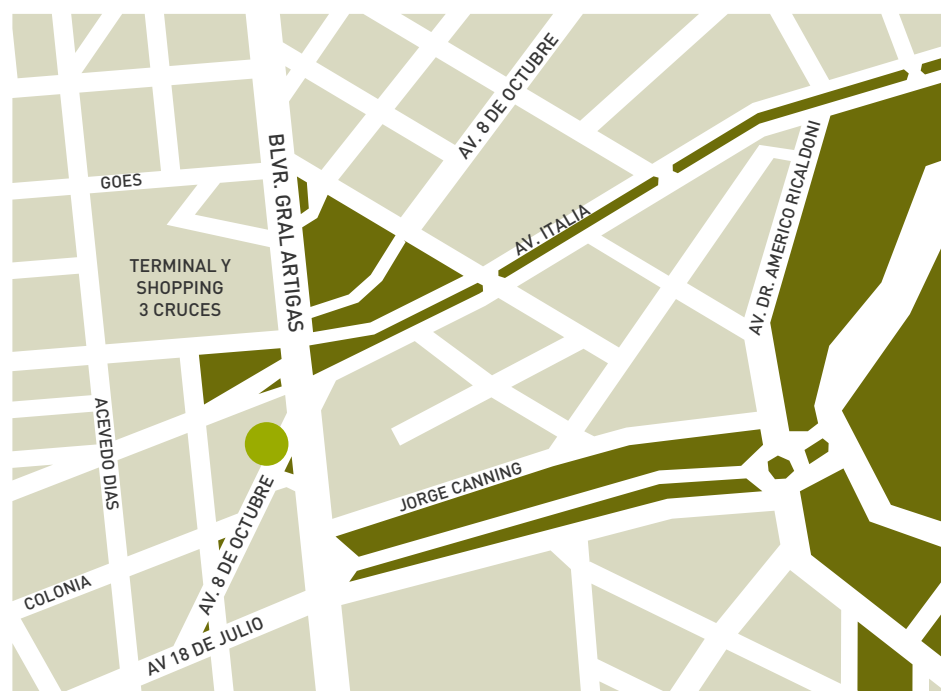 AV. 8 DE OCTUBRE
BLVR. GRAL ARTIGAS
GOES
AV. ITALIA
AV. DR. AMERICO RICALDONI
TERMINAL Y
SHOPPING
3 CRUCES
ACEVEDO DIAS
JORGE CANNING
AV. 8 DE OCTUBRE
COLONIA
AV 18 DE JULIO